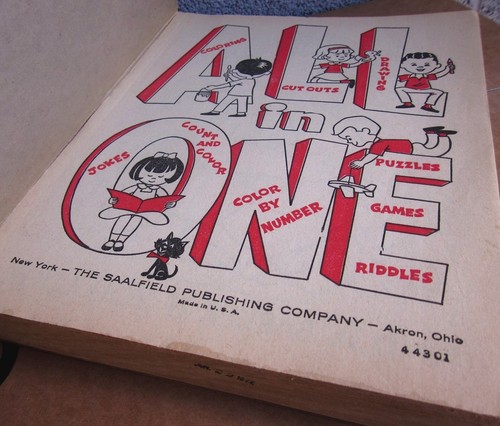 ALL
COLORING
CUT OUTS
DRAWING
in
ONE
JOKES
COUNT
AND
COLOR
COLOR
BY
NUMBER
PUZZLES
GAMES
RIDDLES
New York — THE SAALFIELD PUBLISHING COMPANY — Akron, Ohio
Made in U. S. A.
44301